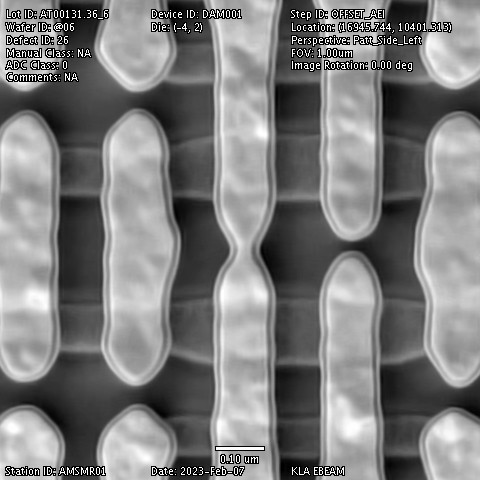 Lot ID: AT00131.36_6
Wafer ID: @06
Defect ID: 26
Manual Class: NA
ADC Class: 0
Comments: NA
Device ID: DAM001
Die: (-4, 2)
Step ID: OFFSET_AEI
Location: (16945.744, 10401.313)
Perspective: Patt_Side_Left
FOV: 1.00um
Image Rotation: 0.00 deg
0.10 um
Station ID: AMSMR01
Date: 2023-Feb-07
KLA EBEAM